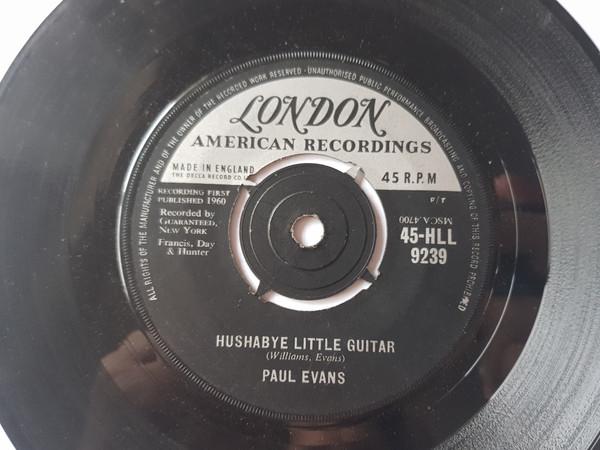 ALL RIGHTS OF THE MANUFACTURER AND OF THE OWNER OF THE RECORDED WORK RESERVED · UNAUTHORISED PUBLIC PERFORMANCE BROADCASTING AND COPYING OF THIS RECORD PROHIBITED
LONDON
AMERICAN RECORDINGS
MADE IN ENGLAND
THE DECCA RECORD CO.
45 R.P.M
RECORDING FIRST
PUBLISHED 1960
Recorded by
GUARANTEED,
NEW YORK
Francis, Day
& Hunter
P/T
MSCA.4700
45-HLL
9239
HUSHABYE LITTLE GUITAR
(Williams, Evans)
PAUL EVANS